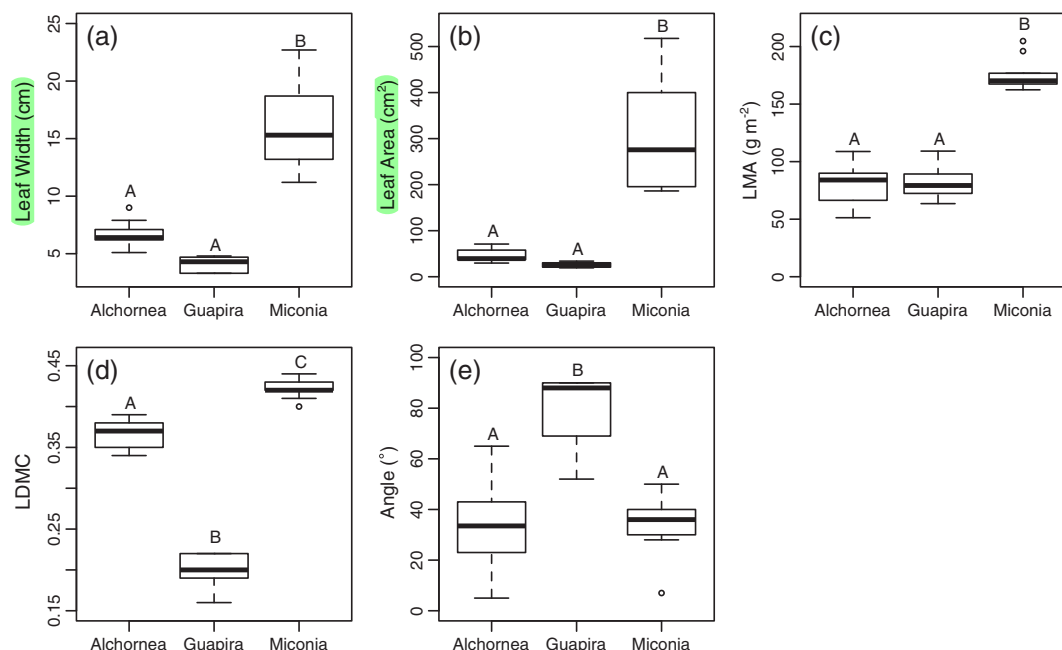 (a)
Leaf Width (cm)
5 10 15 20 25
A
A
B
Alchornea Guapira Miconia
(b)
Leaf Area (cm²)
0 100 200 300 400 500
A
A
B
Alchornea Guapira Miconia
(c)
LMA (g m⁻²)
0 50 100 150 200
A
A
B
Alchornea Guapira Miconia
(d)
LDMC
0.15 0.25 0.35 0.45
A
B
C
Alchornea Guapira Miconia
(e)
Angle (°)
0 20 40 60 80 100
A
B
A
Alchornea Guapira Miconia